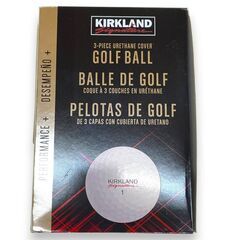 KIRKLAND
Signature
3-PIECE URETHANE COVER
GOLF BALL
BALLE DE GOLF
COQUE À 3 COUCHES EN URÉTHANE
PELOTAS DE GOLF
DE 3 CAPAS CON CUBIERTA DE URETANO
KIRKLAND
Signature
1
PERFORMANCE + DESEMPEÑO +